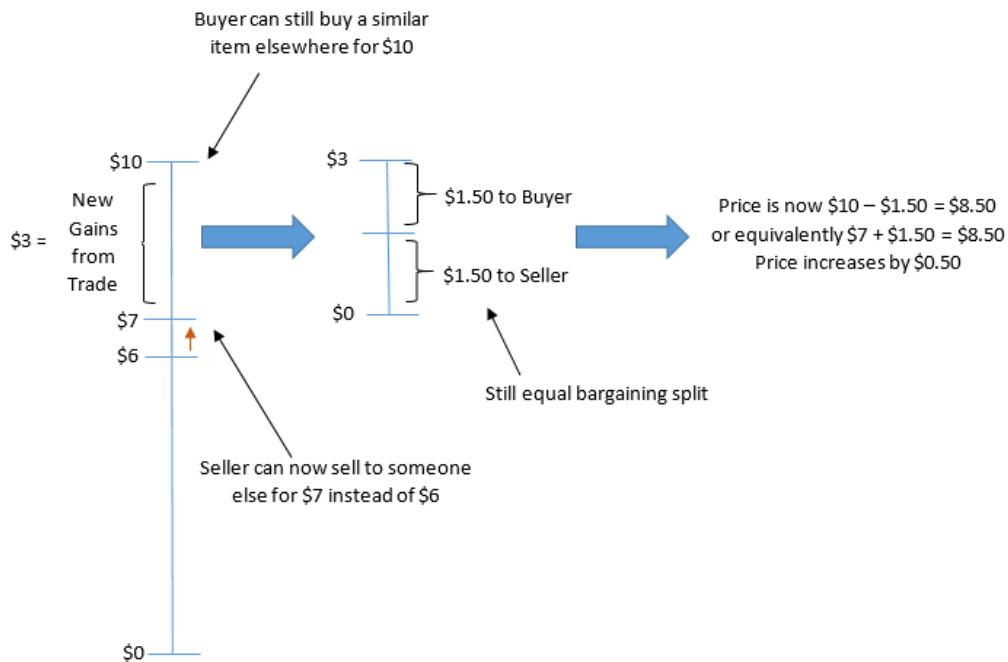 Buyer can still buy a similar
item elsewhere for $10
$10
New
Gains
from
Trade
$3 =
$7
$6
$0
$3
$1.50 to Buyer
$1.50 to Seller
$0
Price is now $10 – $1.50 = $8.50
or equivalently $7 + $1.50 = $8.50
Price increases by $0.50
Still equal bargaining split
Seller can now sell to someone
else for $7 instead of $6